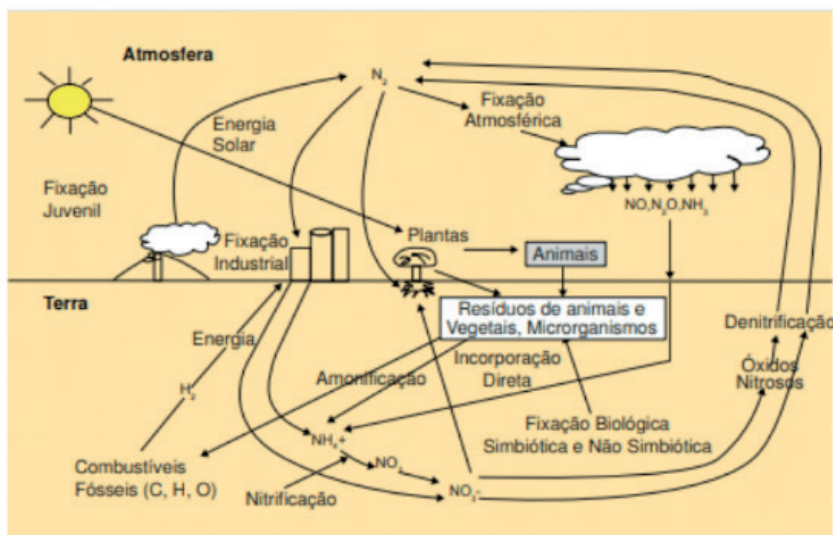 Atmosfera
N₂
Fixação
Atmosférica
Energia
Solar
Fixação
Juvenil
NO,N₂O,NH₃
Fixação
Industrial
Plantas
Animais
Terra
Resíduos de animais e
Vegetais, Microrganismos
Denitrificação
Energia
Incorporação
Direta
Amonificação
Óxidos
Nitrosos
H₂
Fixação Biológica
Simbiótica e Não Simbiótica
NH₄+
Combustíveis
Fósseis (C, H, O)
Nitrificação